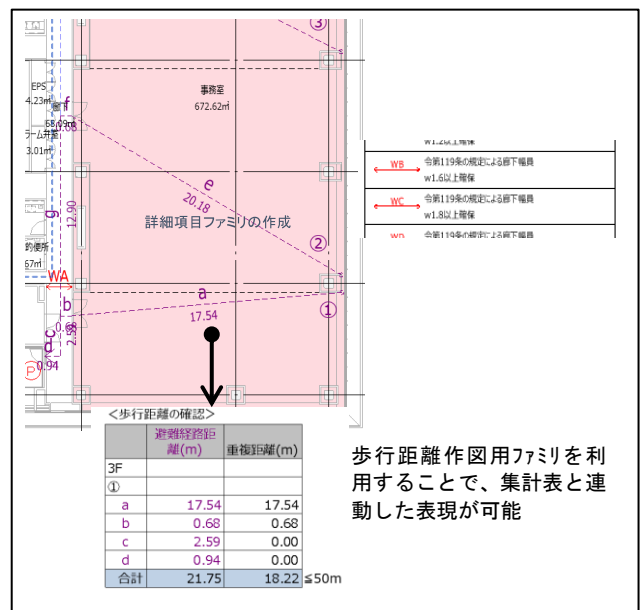 ③
事務室
672.62㎡
EPS
4.23㎡
f
0.68
ラーム弁室
3.01㎡
e
20.18
g
12.90
詳細項目ファミリの作成
②
WA
a
17.54
①
b
0.68
c
2.59
d
0.94
P
w1.2以上確保
WB 令第119条の規定による廊下幅員
w1.6以上確保
WC 令第119条の規定による廊下幅員
w1.8以上確保
WD 令第119条の規定による廊下幅員
<歩行距離の確認>
避難経路距離(m) 重複距離(m)
3F
①
a 17.54 17.54
b 0.68 0.68
c 2.59 0.00
d 0.94 0.00
合計 21.75 18.22 ≦50m
歩行距離作図用ファミリを利
用することで、集計表と連
動した表現が可能